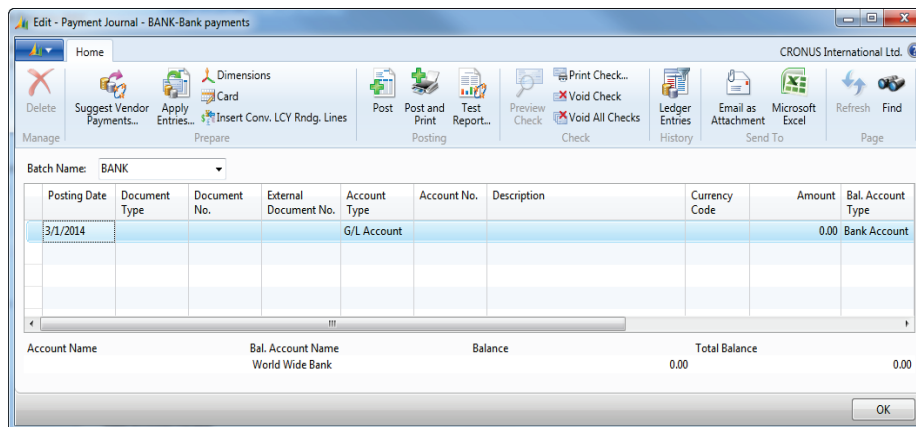 Edit - Payment Journal - BANK-Bank payments
Home
CRONUS International Ltd.
Delete
Suggest Vendor Payments...
Apply Entries...
Dimensions
Card
Insert Conv. LCY Rndg. Lines
Post
Post and Print
Test Report...
Preview Check
Print Check...
Void Check
Void All Checks
Ledger Entries
Email as Attachment
Microsoft Excel
Refresh
Find
Manage
Prepare
Posting
Check
History
Send To
Page
Batch Name: BANK
Posting Date Document Type Document No. External Document No. Account Type Account No. Description Currency Code Amount Bal. Account Type
3/1/2014 G/L Account 0.00 Bank Account
Account Name Bal. Account Name Balance Total Balance
World Wide Bank 0.00 0.00
OK